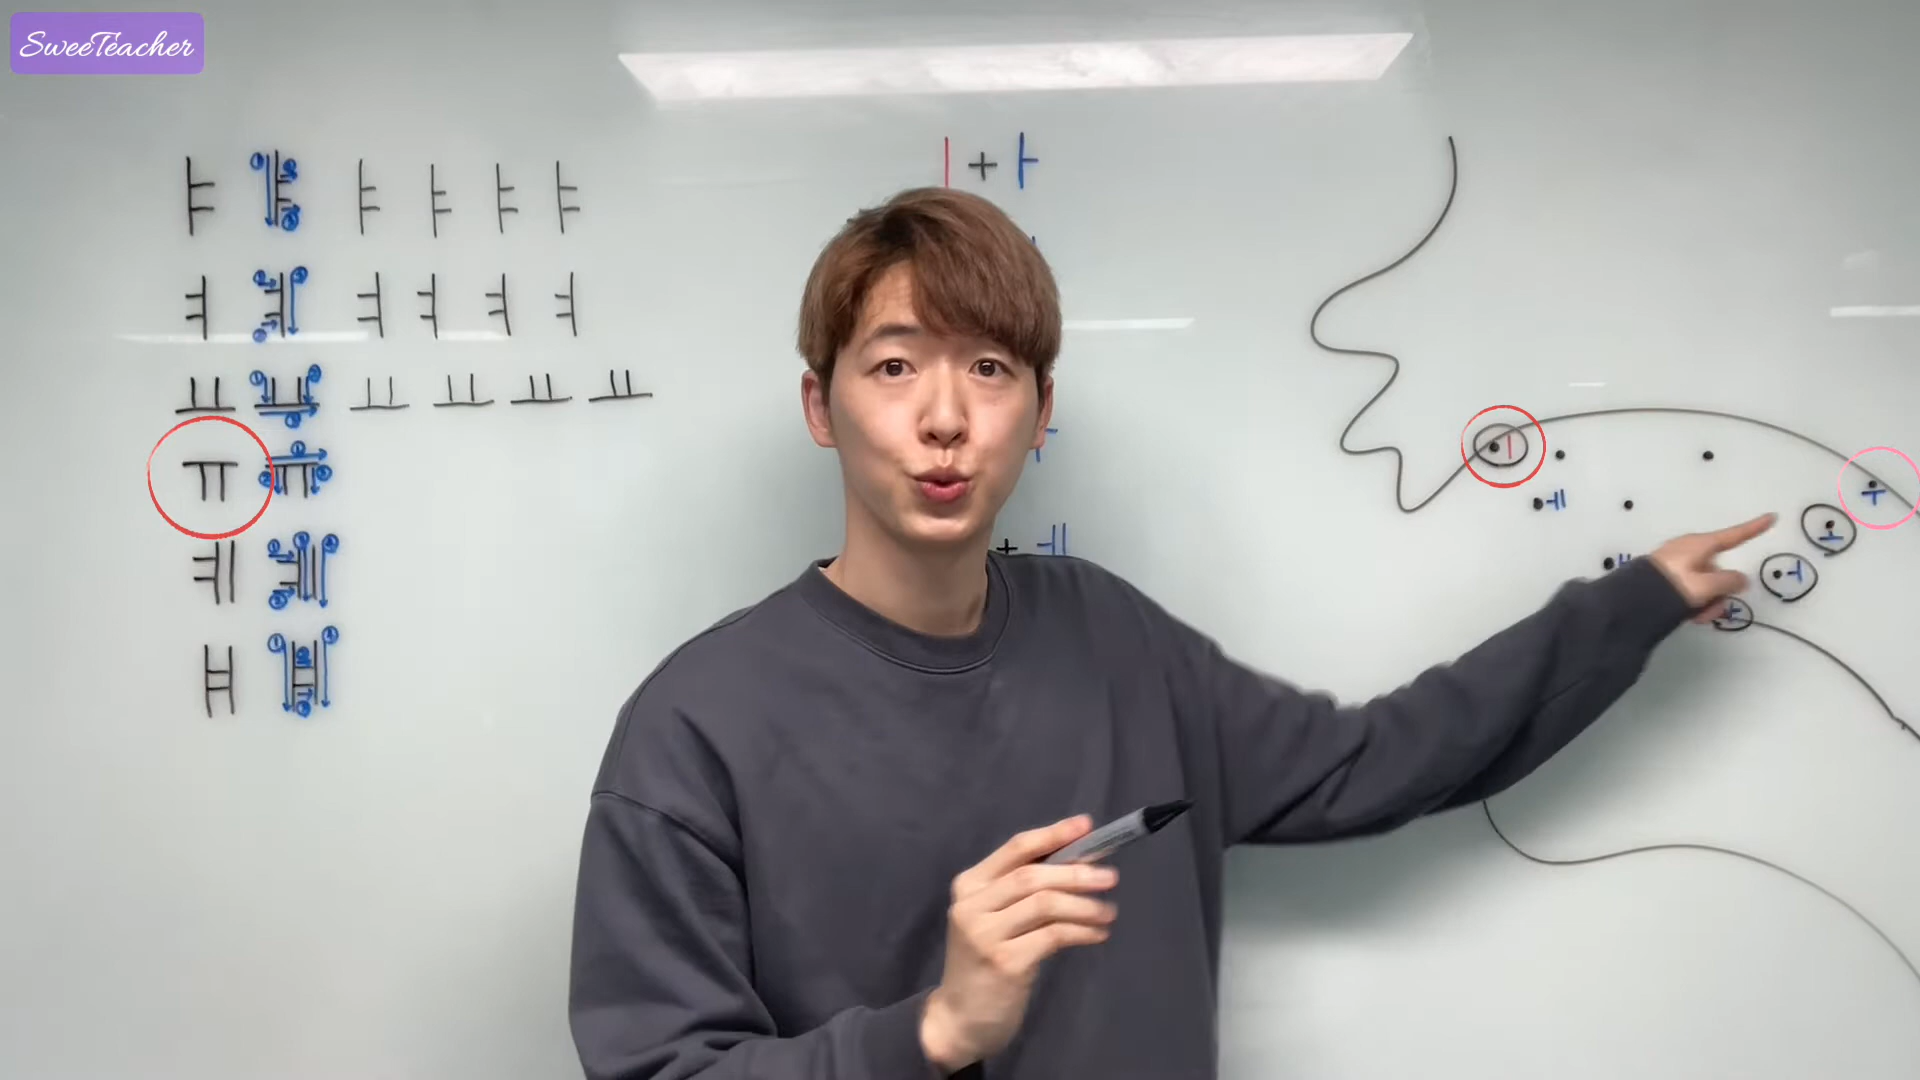 SweeTeacher
ㅑ ㅑ ㅑ ㅑ ㅑ ㅑ
ㅕ ㅕ ㅕ ㅕ ㅕ ㅕ
ㅛ ㅛ ㅛ ㅛ ㅛ ㅛ
ㅠ ㅠ
ㅖ
ㅒ
ㅣ + ㅏ
+ ㅔ
ㅣ
ㅔ
ㅜ
ㅗ
ㅓ